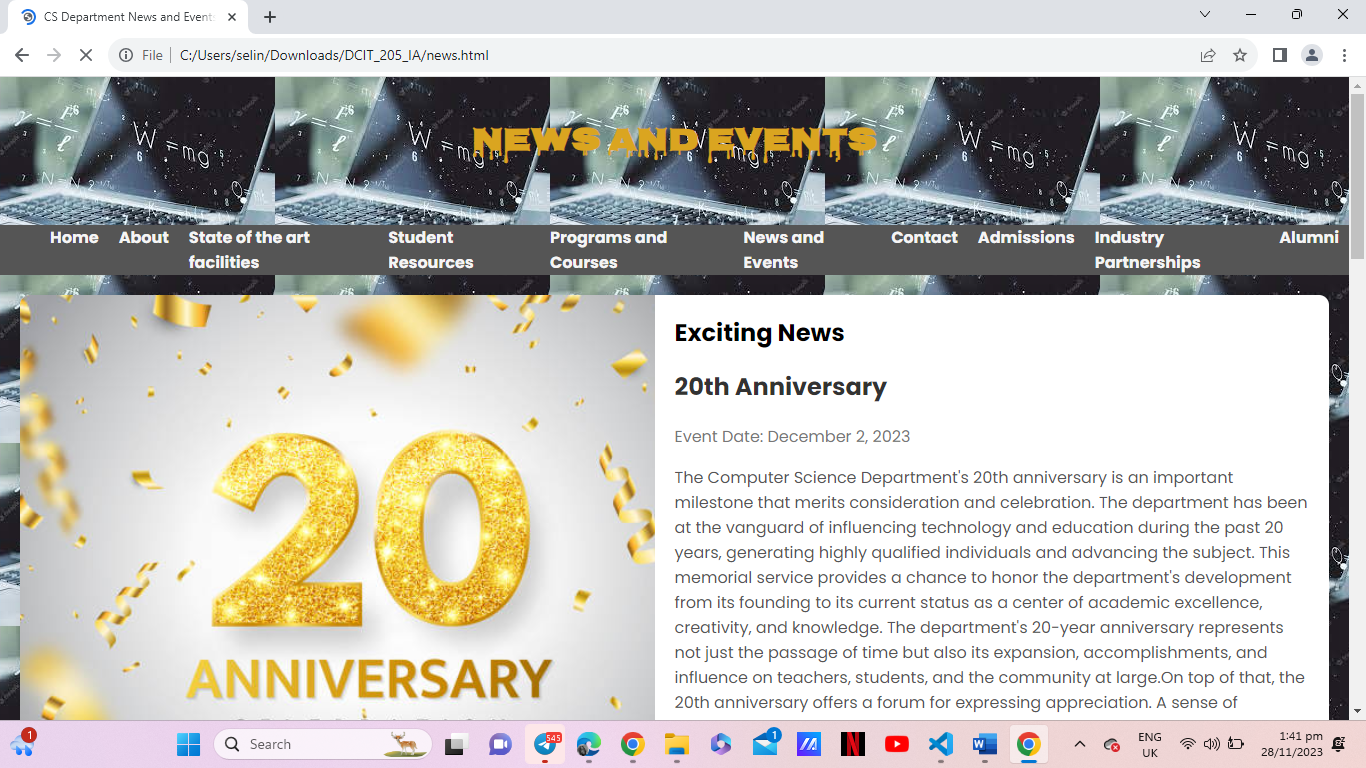 CS Department News and Event
File
C:/Users/selin/Downloads/DCIT_205_IA/news.html
NEWS AND EVENTS
Home
About
State of the art
facilities
Student
Resources
Programs and
Courses
News and
Events
Contact
Admissions
Industry
Partnerships
Alumni
20
ANNIVERSARY
Exciting News
20th Anniversary
Event Date: December 2, 2023
The Computer Science Department's 20th anniversary is an important
milestone that merits consideration and celebration. The department has been
at the vanguard of influencing technology and education during the past 20
years, generating highly qualified individuals and advancing the subject. This
memorial service provides a chance to honor the department's development
from its founding to its current status as a center of academic excellence,
creativity, and knowledge. The department's 20-year anniversary represents
not just the passage of time but also its expansion, accomplishments, and
influence on teachers, students, and the community at large.On top of that, the
20th anniversary offers a forum for expressing appreciation. A sense of
1
Search
545
1
ENG
UK
1:41 pm
28/11/2023